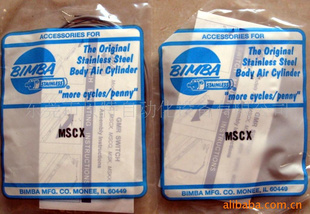 ACCESSORIES FOR
BIMBA
STAINLESS
The Original
Stainless Steel
Body Air Cylinder
"more cycles/penny"
GMR SWITCH
MSCX
BIMBA MFG. CO. MONEE, IL 60449
ACCESSORIES FOR
BIMBA
STAINLESS
The Original
Stainless Steel
Body Air Cylinder
"more cycles/penny"
MSCX
BIMBA MFG. CO. MONEE, IL 60449
alibaba.com.cn